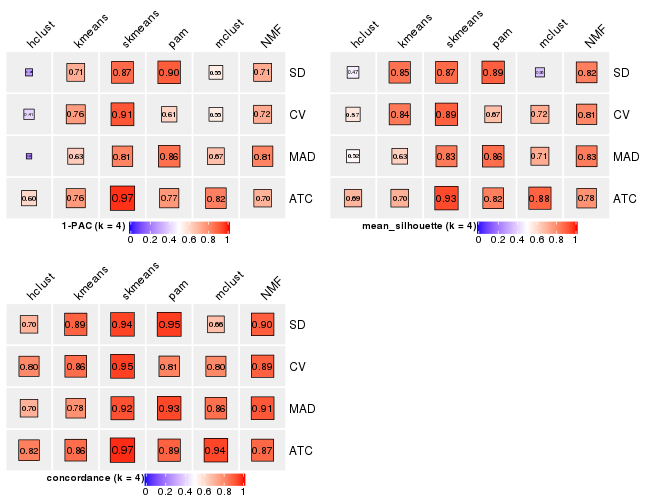 hclust kmeans skmeans pam mclust NMF
0.71 0.87 0.90 0.55 0.71 SD
0.41 0.76 0.91 0.61 0.55 0.72 CV
0.63 0.81 0.86 0.67 0.81 MAD
0.60 0.76 0.97 0.77 0.82 0.70 ATC
1-PAC (k = 4)
0 0.2 0.4 0.6 0.8 1
hclust kmeans skmeans pam mclust NMF
0.47 0.85 0.87 0.89 0.82 SD
0.57 0.84 0.89 0.67 0.72 0.81 CV
0.52 0.63 0.83 0.86 0.71 0.83 MAD
0.69 0.70 0.93 0.82 0.88 0.78 ATC
mean_silhouette (k = 4)
0 0.2 0.4 0.6 0.8 1
hclust kmeans skmeans pam mclust NMF
0.70 0.89 0.94 0.95 0.66 0.90 SD
0.80 0.86 0.95 0.81 0.80 0.89 CV
0.70 0.78 0.92 0.93 0.86 0.91 MAD
0.82 0.86 0.97 0.89 0.94 0.87 ATC
concordance (k = 4)
0 0.2 0.4 0.6 0.8 1